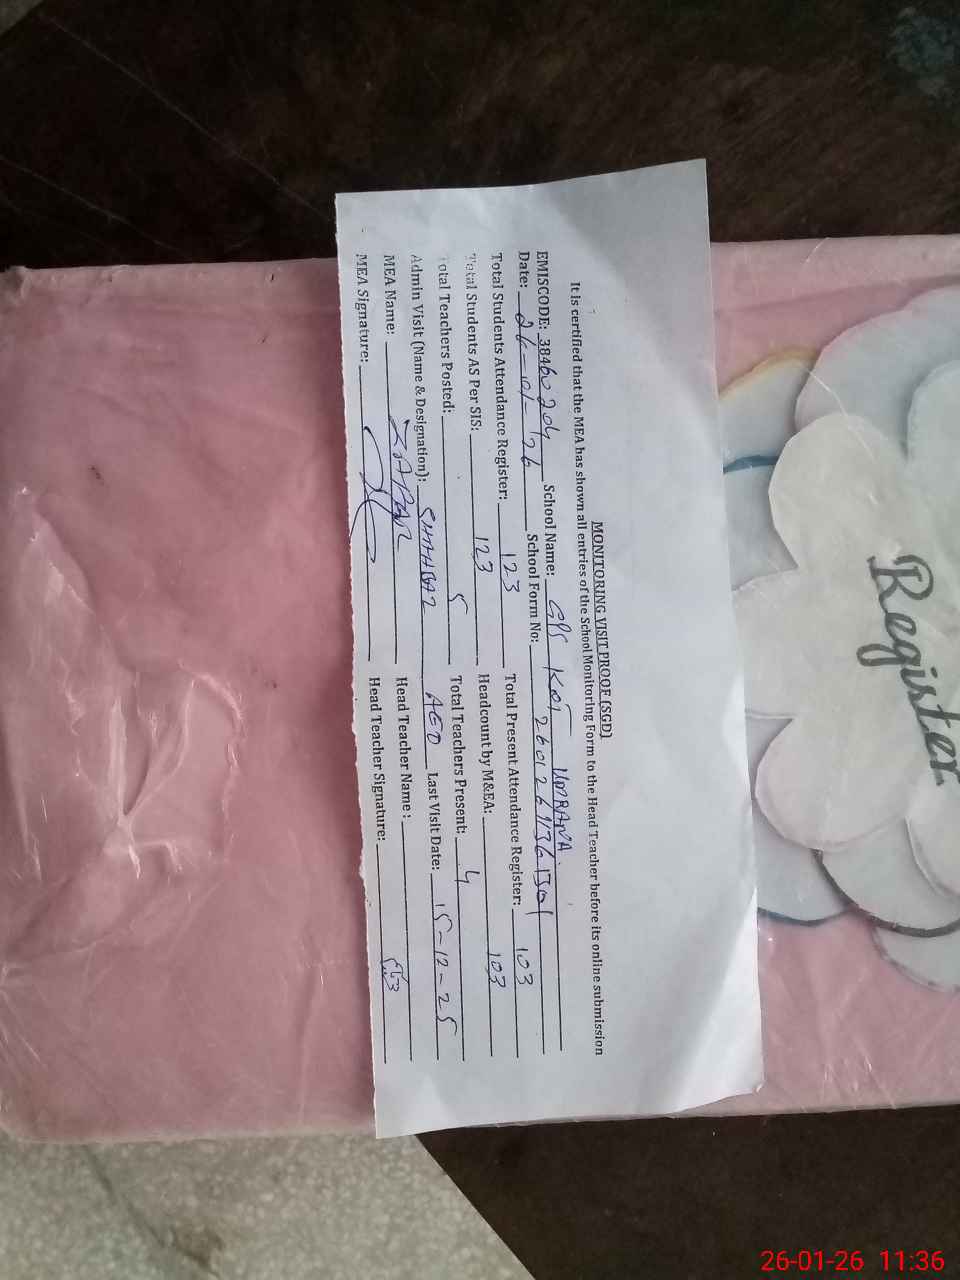 MONITORING VISIT PROOF (SGD)
It is certified that the MEA has shown all entries of the School Monitoring Form to the Head Teacher before its online submission
EMISCODE: 38460204 School Name: GPS KOT UMRANA.
Date: 26-01-26 School Form No: 26012611361301
Total Students Attendance Register: 123 Total Present Attendance Register: 103
Total Students AS Per SIS: 123 Headcount by M&EA: 103
Total Teachers Posted: 5 Total Teachers Present: 4
Admin Visit (Name & Designation): SHAHBAZ AEO Last Visit Date: 15-12-25
MEA Name: ZAFAR Head Teacher Name:
MEA Signature: Head Teacher Signature:
Register
26-01-26 11:36